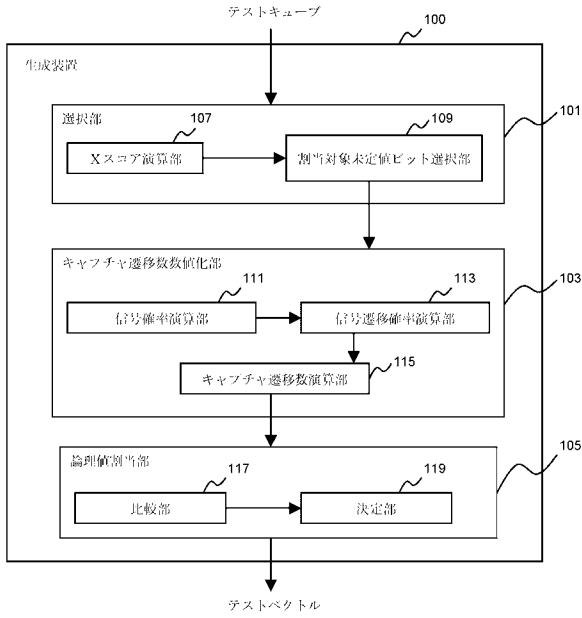 テストキューブ
100
生成装置
選択部
101
107
109
Xスコア演算部
割当対象未定値ビット選択部
キャプチャ遷移数数値化部
103
111
113
信号確率演算部
信号遷移確率演算部
115
キャプチャ遷移数演算部
論理値割当部
105
117
119
比較部
決定部
テストベクトル